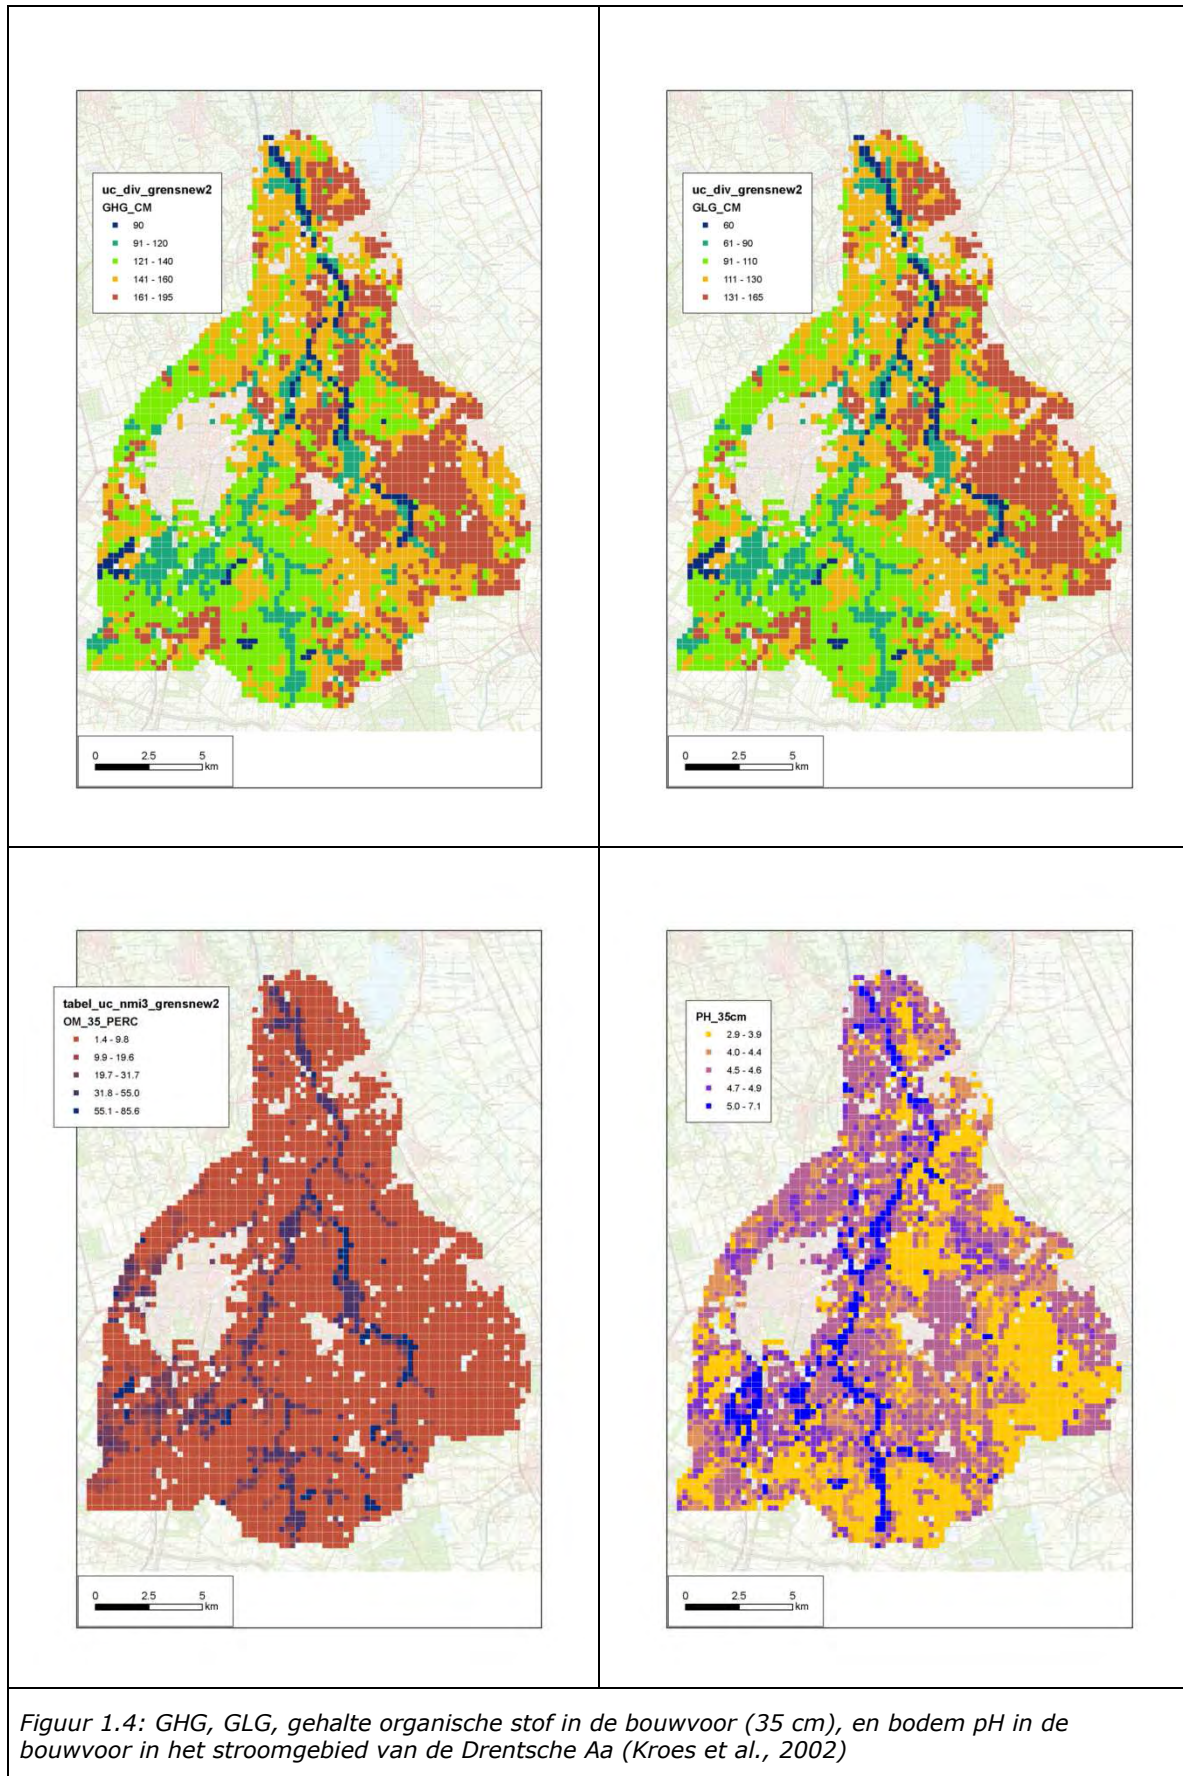 uc_div_grensnew2
GHG_CM
90
91 - 120
121 - 140
141 - 160
161 - 195
0 2.5 5
km
uc_div_grensnew2
GLG_CM
60
61 - 90
91 - 110
111 - 130
131 - 165
0 2.5 5
km
tabel_uc_nmi3_grensnew2
OM_35_PERC
1.4 - 9.8
9.9 - 19.6
19.7 - 31.7
31.8 - 55.0
55.1 - 85.6
0 2.5 5
km
PH_35cm
2.9 - 3.9
4.0 - 4.4
4.5 - 4.6
4.7 - 4.9
5.0 - 7.1
0 2.5 5
km
Figuur 1.4: GHG, GLG, gehalte organische stof in de bouwvoor (35 cm), en bodem pH in de
bouwvoor in het stroomgebied van de Drentsche Aa (Kroes et al., 2002)